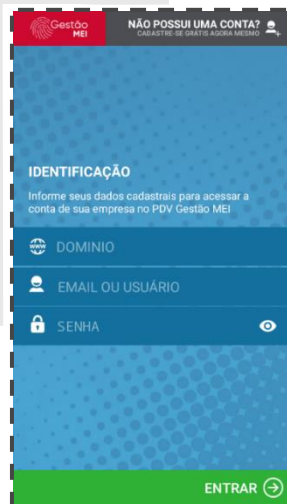 Gestão
MEI
NÃO POSSUI UMA CONTA?
CADASTRE-SE GRÁTIS AGORA MESMO
IDENTIFICAÇÃO
Informe seus dados cadastrais para acessar a
conta de sua empresa no PDV Gestão MEI
www
DOMINIO
EMAIL OU USUÁRIO
SENHA
ENTRAR